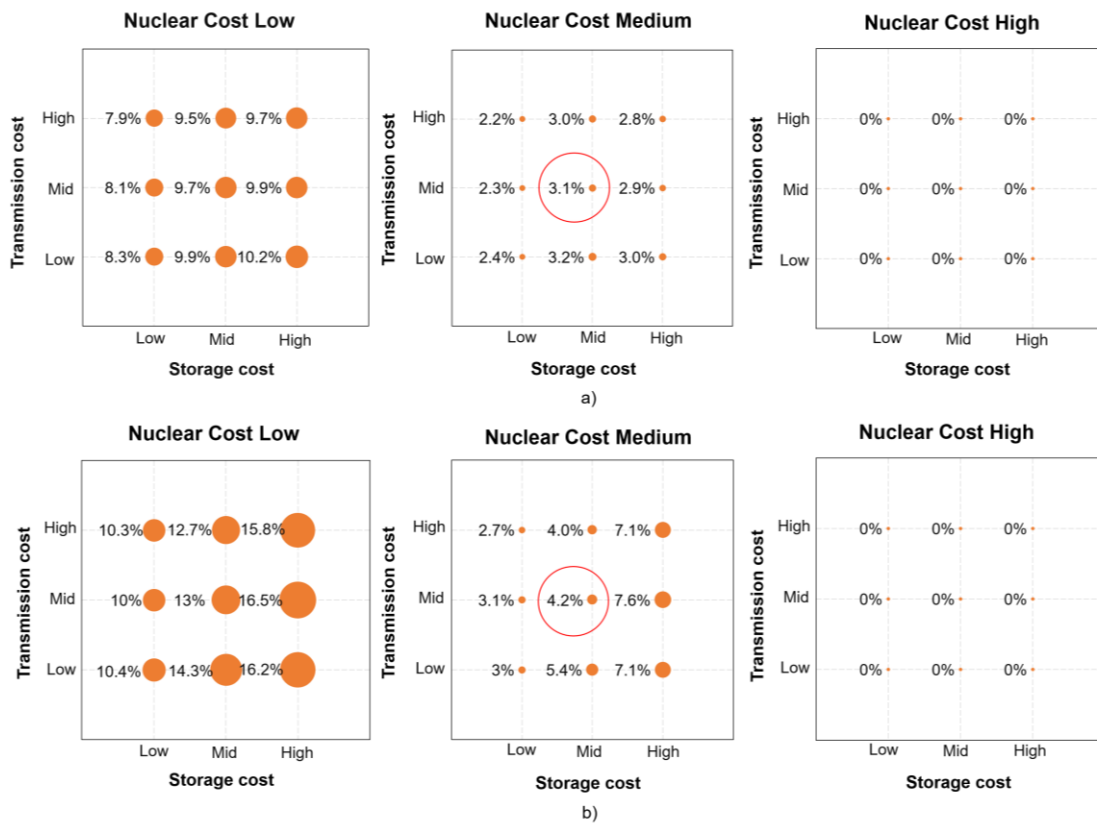 Nuclear Cost Low
Nuclear Cost Medium
Nuclear Cost High
Transmission cost
High
7.9% 9.5% 9.7%
Mid
8.1% 9.7% 9.9%
Low
8.3% 9.9% 10.2%
Low Mid High
Storage cost
Transmission cost
High
2.2% 3.0% 2.8%
Mid
2.3% 3.1% 2.9%
Low
2.4% 3.2% 3.0%
Low Mid High
Storage cost
Transmission cost
High
0% 0% 0%
Mid
0% 0% 0%
Low
0% 0% 0%
Low Mid High
Storage cost
a)
Nuclear Cost Low
Nuclear Cost Medium
Nuclear Cost High
Transmission cost
High
10.3% 12.7% 15.8%
Mid
10% 13% 16.5%
Low
10.4% 14.3% 16.2%
Low Mid High
Storage cost
Transmission cost
High
2.7% 4.0% 7.1%
Mid
3.1% 4.2% 7.6%
Low
3% 5.4% 7.1%
Low Mid High
Storage cost
Transmission cost
High
0% 0% 0%
Mid
0% 0% 0%
Low
0% 0% 0%
Low Mid High
Storage cost
b)